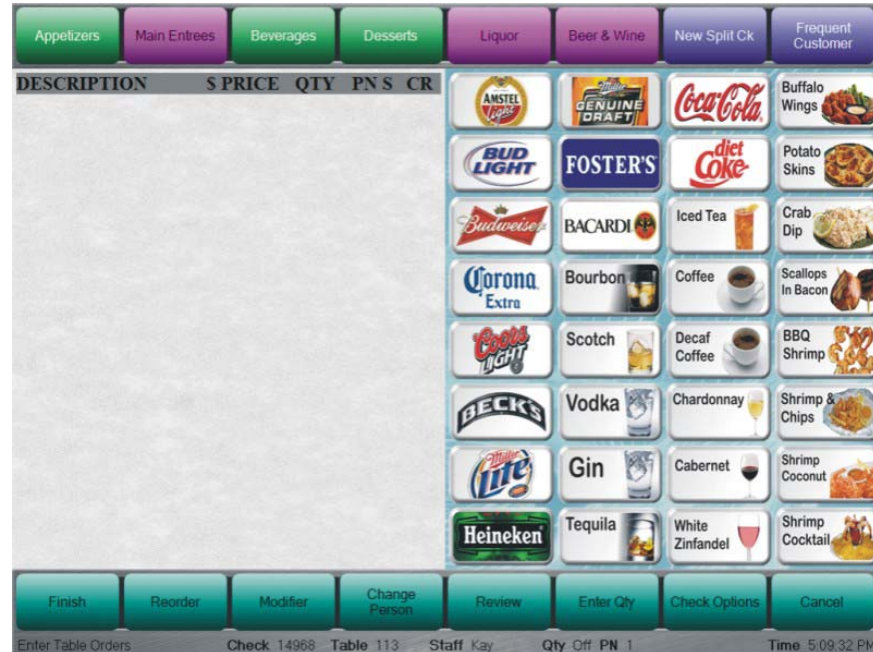 Appetizers
Main Entrees
Beverages
Desserts
Liquor
Beer & Wine
New Split Ck
Frequent
Customer
DESCRIPTION $ PRICE QTY PN S CR
AMSTEL
Light
Miller
GENUINE
DRAFT
Coca-Cola
Buffalo
Wings
BUD
LIGHT
FOSTER'S
diet
Coke
Potato
Skins
Budweiser
BACARDI
Iced Tea
Crab
Dip
Corona
Extra
Bourbon
Coffee
Scallops
In Bacon
Coors
LIGHT
Scotch
Decaf
Coffee
BBQ
Shrimp
BECK'S
Vodka
Chardonnay
Shrimp &
Chips
Miller
Lite
Gin
Cabernet
Shrimp
Coconut
Heineken
Tequila
White
Zinfandel
Shrimp
Cocktail
Finish
Reorder
Modifier
Change
Person
Review
Enter Qty
Check Options
Cancel
Enter Table Orders Check 14968 Table 113 Staff Kay Qty Off PN 1 Time 5:09:32 PM